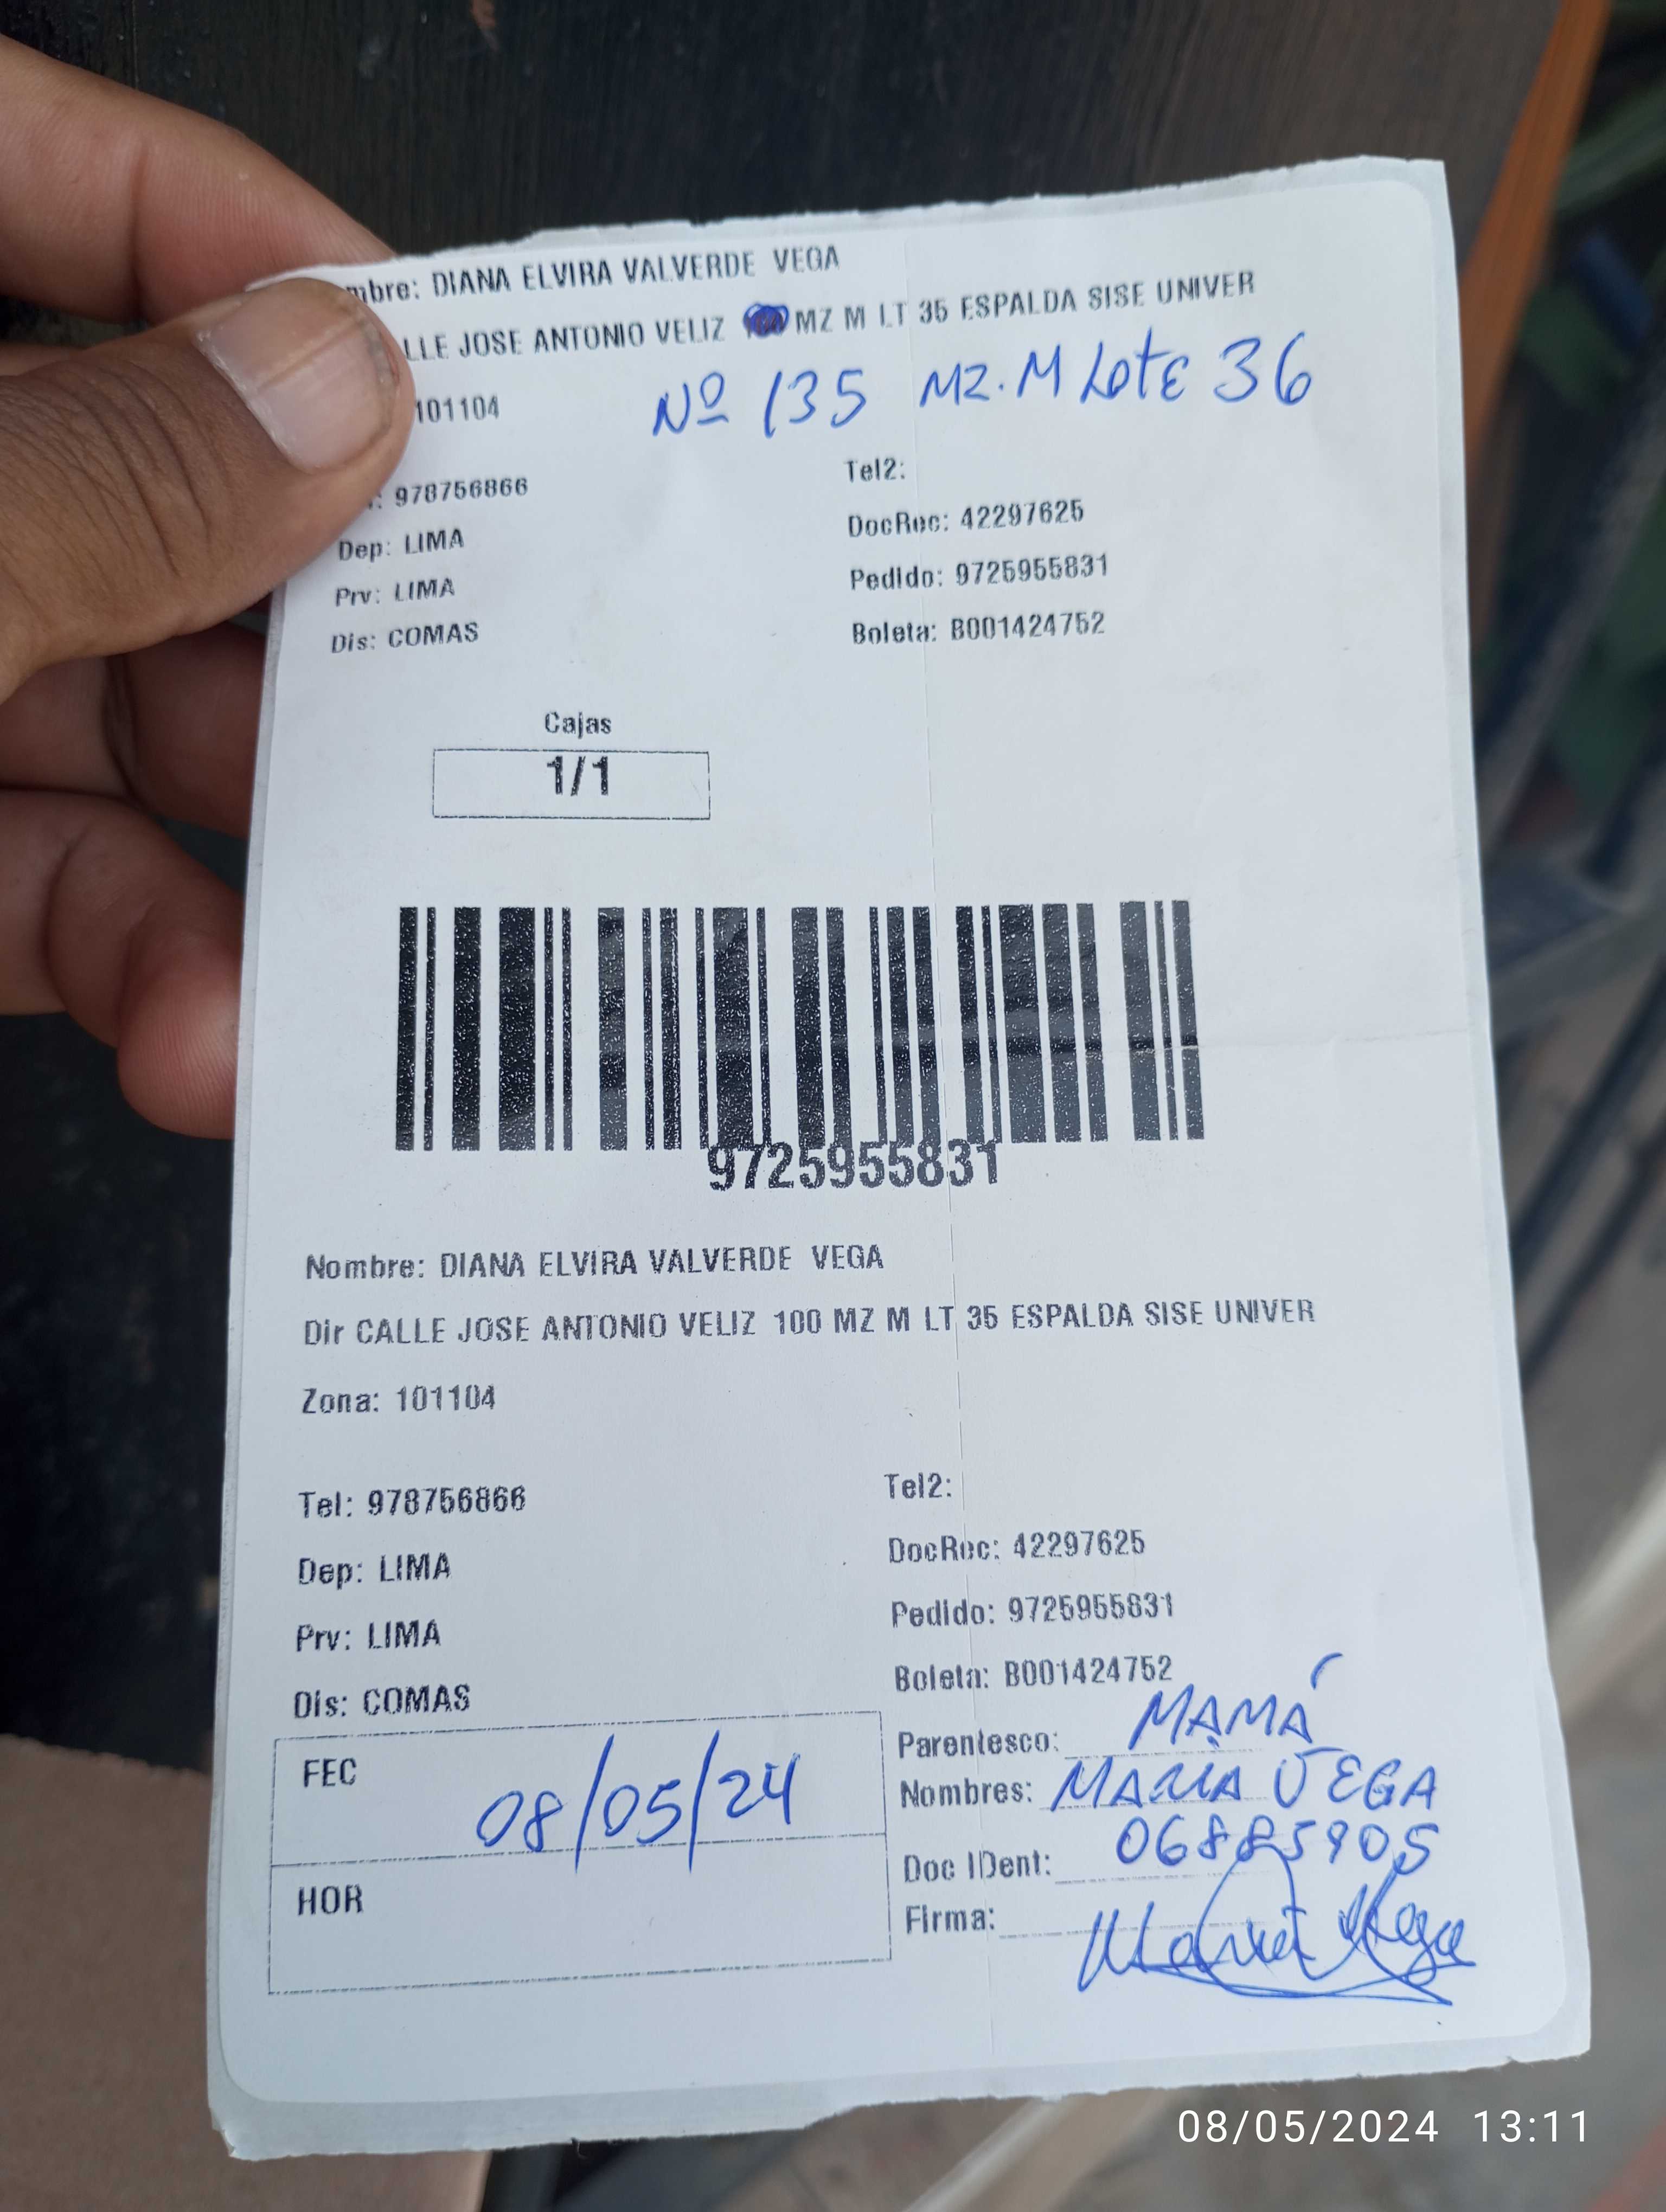 mbre: DIANA ELVIRA VALVERDE VEGA
LLE JOSE ANTONIO VELIZ MZ M LT 35 ESPALDA SISE UNIVER
Nº 135 MZ. M Lote 36
101104
: 978756866
Tel2:
Dep: LIMA
DocRec: 42297625
Prv: LIMA
Pedido: 9725955831
Dis: COMAS
Boleta: B001424752
Cajas
1/1
9725955831
Nombre: DIANA ELVIRA VALVERDE VEGA
Dir CALLE JOSE ANTONIO VELIZ 100 MZ M LT 35 ESPALDA SISE UNIVER
Zona: 101104
Tel: 978756866
Tel2:
Dep: LIMA
DocRec: 42297625
Prv: LIMA
Pedido: 9725955831
Dis: COMAS
Boleta: B001424752
FEC 08/05/24
HOR
Parentesco: MAMÁ
Nombres: MARÍA VEGA
Doc IDent: 06885905
Firma: María Vega
08/05/2024 13:11